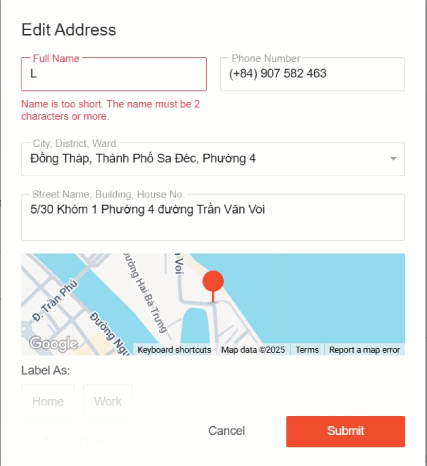 Edit Address
Full Name
L
Phone Number
(+84) 907 582 463
Name is too short. The name must be 2
characters or more.
City, District, Ward
Đồng Tháp, Thành Phố Sa Đéc, Phường 4
Street Name, Building, House No.
5/30 Khóm 1 Phường 4 đường Trần Văn Voi
Voi
ường Hai Bà Trưng
Đ. Trần Phú
Đường Ngu
Google
Keyboard shortcuts
Map data ©2025
Terms
Report a map error
Label As:
Home
Work
Cancel
Submit